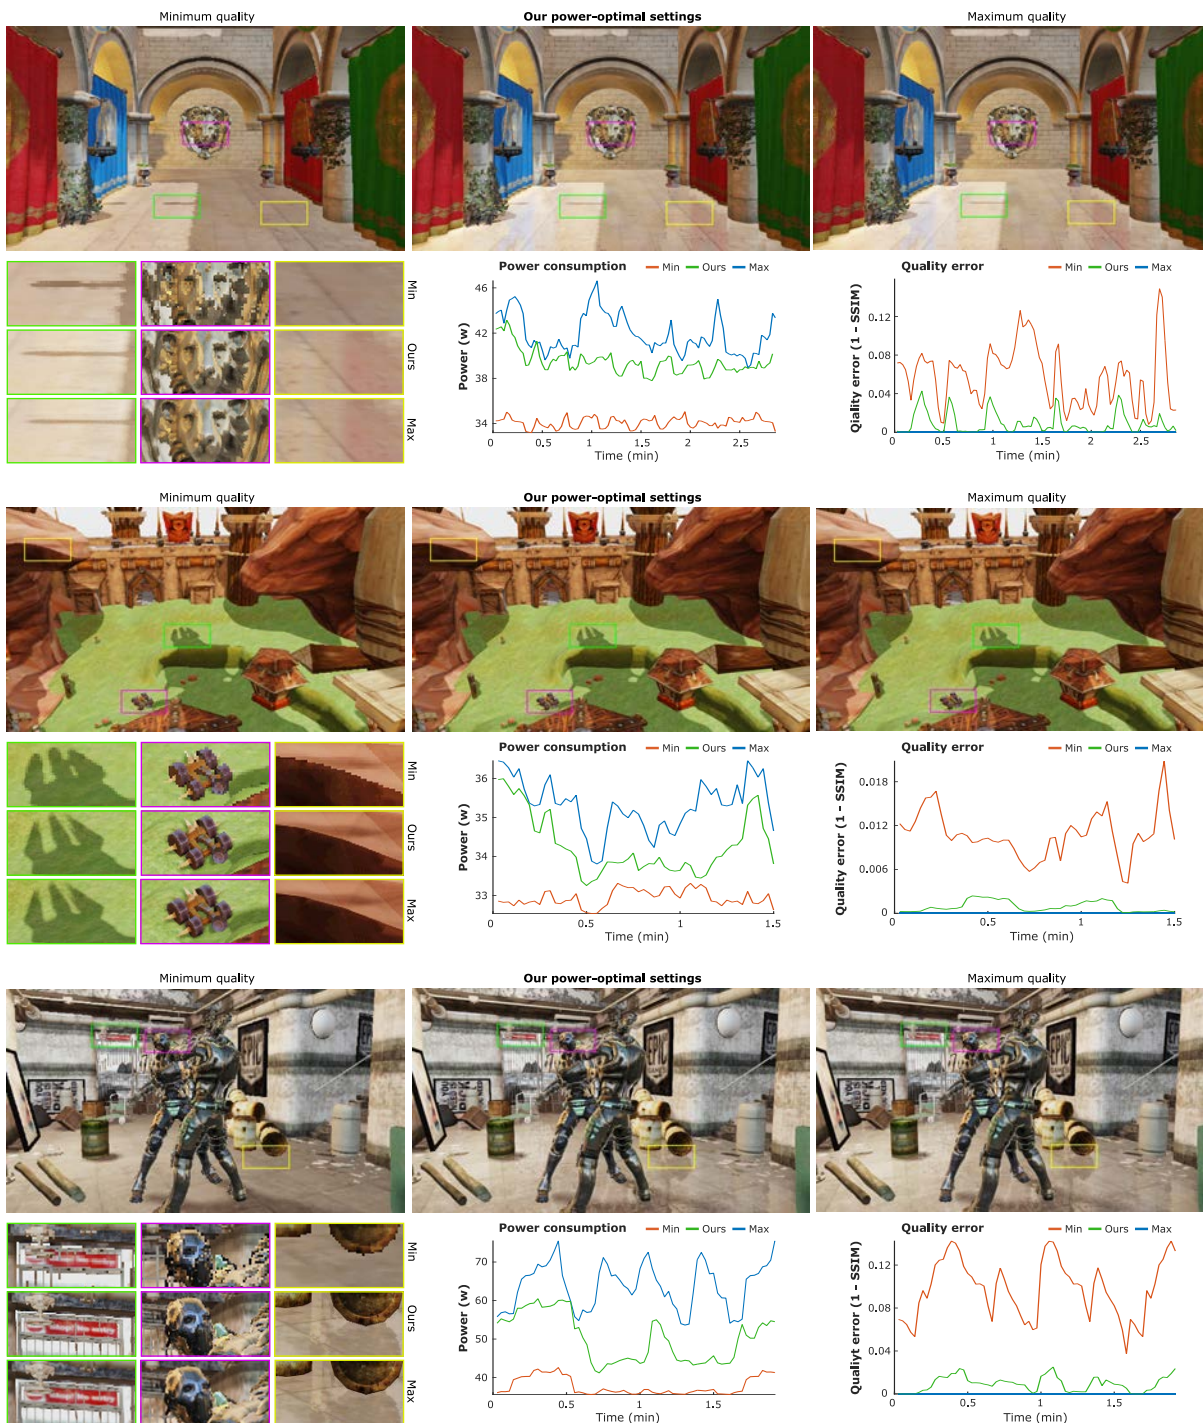 Minimum quality
Our power-optimal settings
Maximum quality
Min
Ours
Max
Power consumption
Min
Ours
Max
Power (w)
46
42
38
34
0
0.5
1
1.5
2
2.5
Time (min)
Quality error
Min
Ours
Max
Qiality error (1 - SSIM)
0.12
0.08
0.04
0
0
0.5
1
1.5
2
2.5
Time (min)
Minimum quality
Our power-optimal settings
Maximum quality
Min
Ours
Max
Power consumption
Min
Ours
Max
Power (w)
36
35
34
33
0
0.5
1
1.5
Time (min)
Quality error
Min
Ours
Max
Quality error (1 - SSIM)
0.018
0.012
0.006
0
0
0.5
1
1.5
Time (min)
Minimum quality
Our power-optimal settings
Maximum quality
EPIC
EPIC
EPIC
Min
Ours
Max
Power consumption
Min
Ours
Max
Power (w)
70
60
50
40
0
0.5
1
1.5
Time (min)
Quality error
Min
Ours
Max
Qualiyt error (1 - SSIM)
0.12
0.08
0.04
0
0
0.5
1
1.5
Time (min)